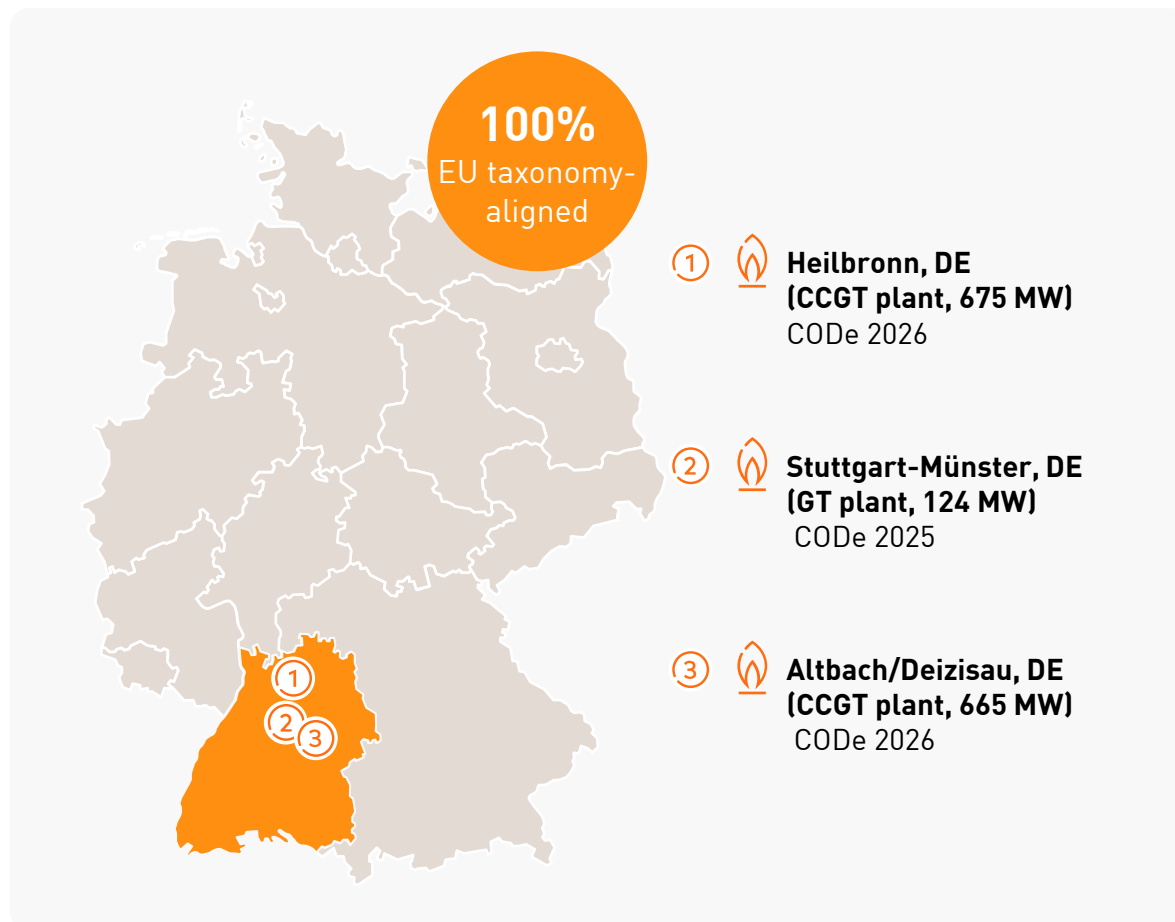 100%
EU taxonomy-
aligned
1
Heilbronn, DE
(CCGT plant, 675 MW)
CODe 2026
2
Stuttgart-Münster, DE
(GT plant, 124 MW)
CODe 2025
3
Altbach/Deizisau, DE
(CCGT plant, 665 MW)
CODe 2026
1
2
3